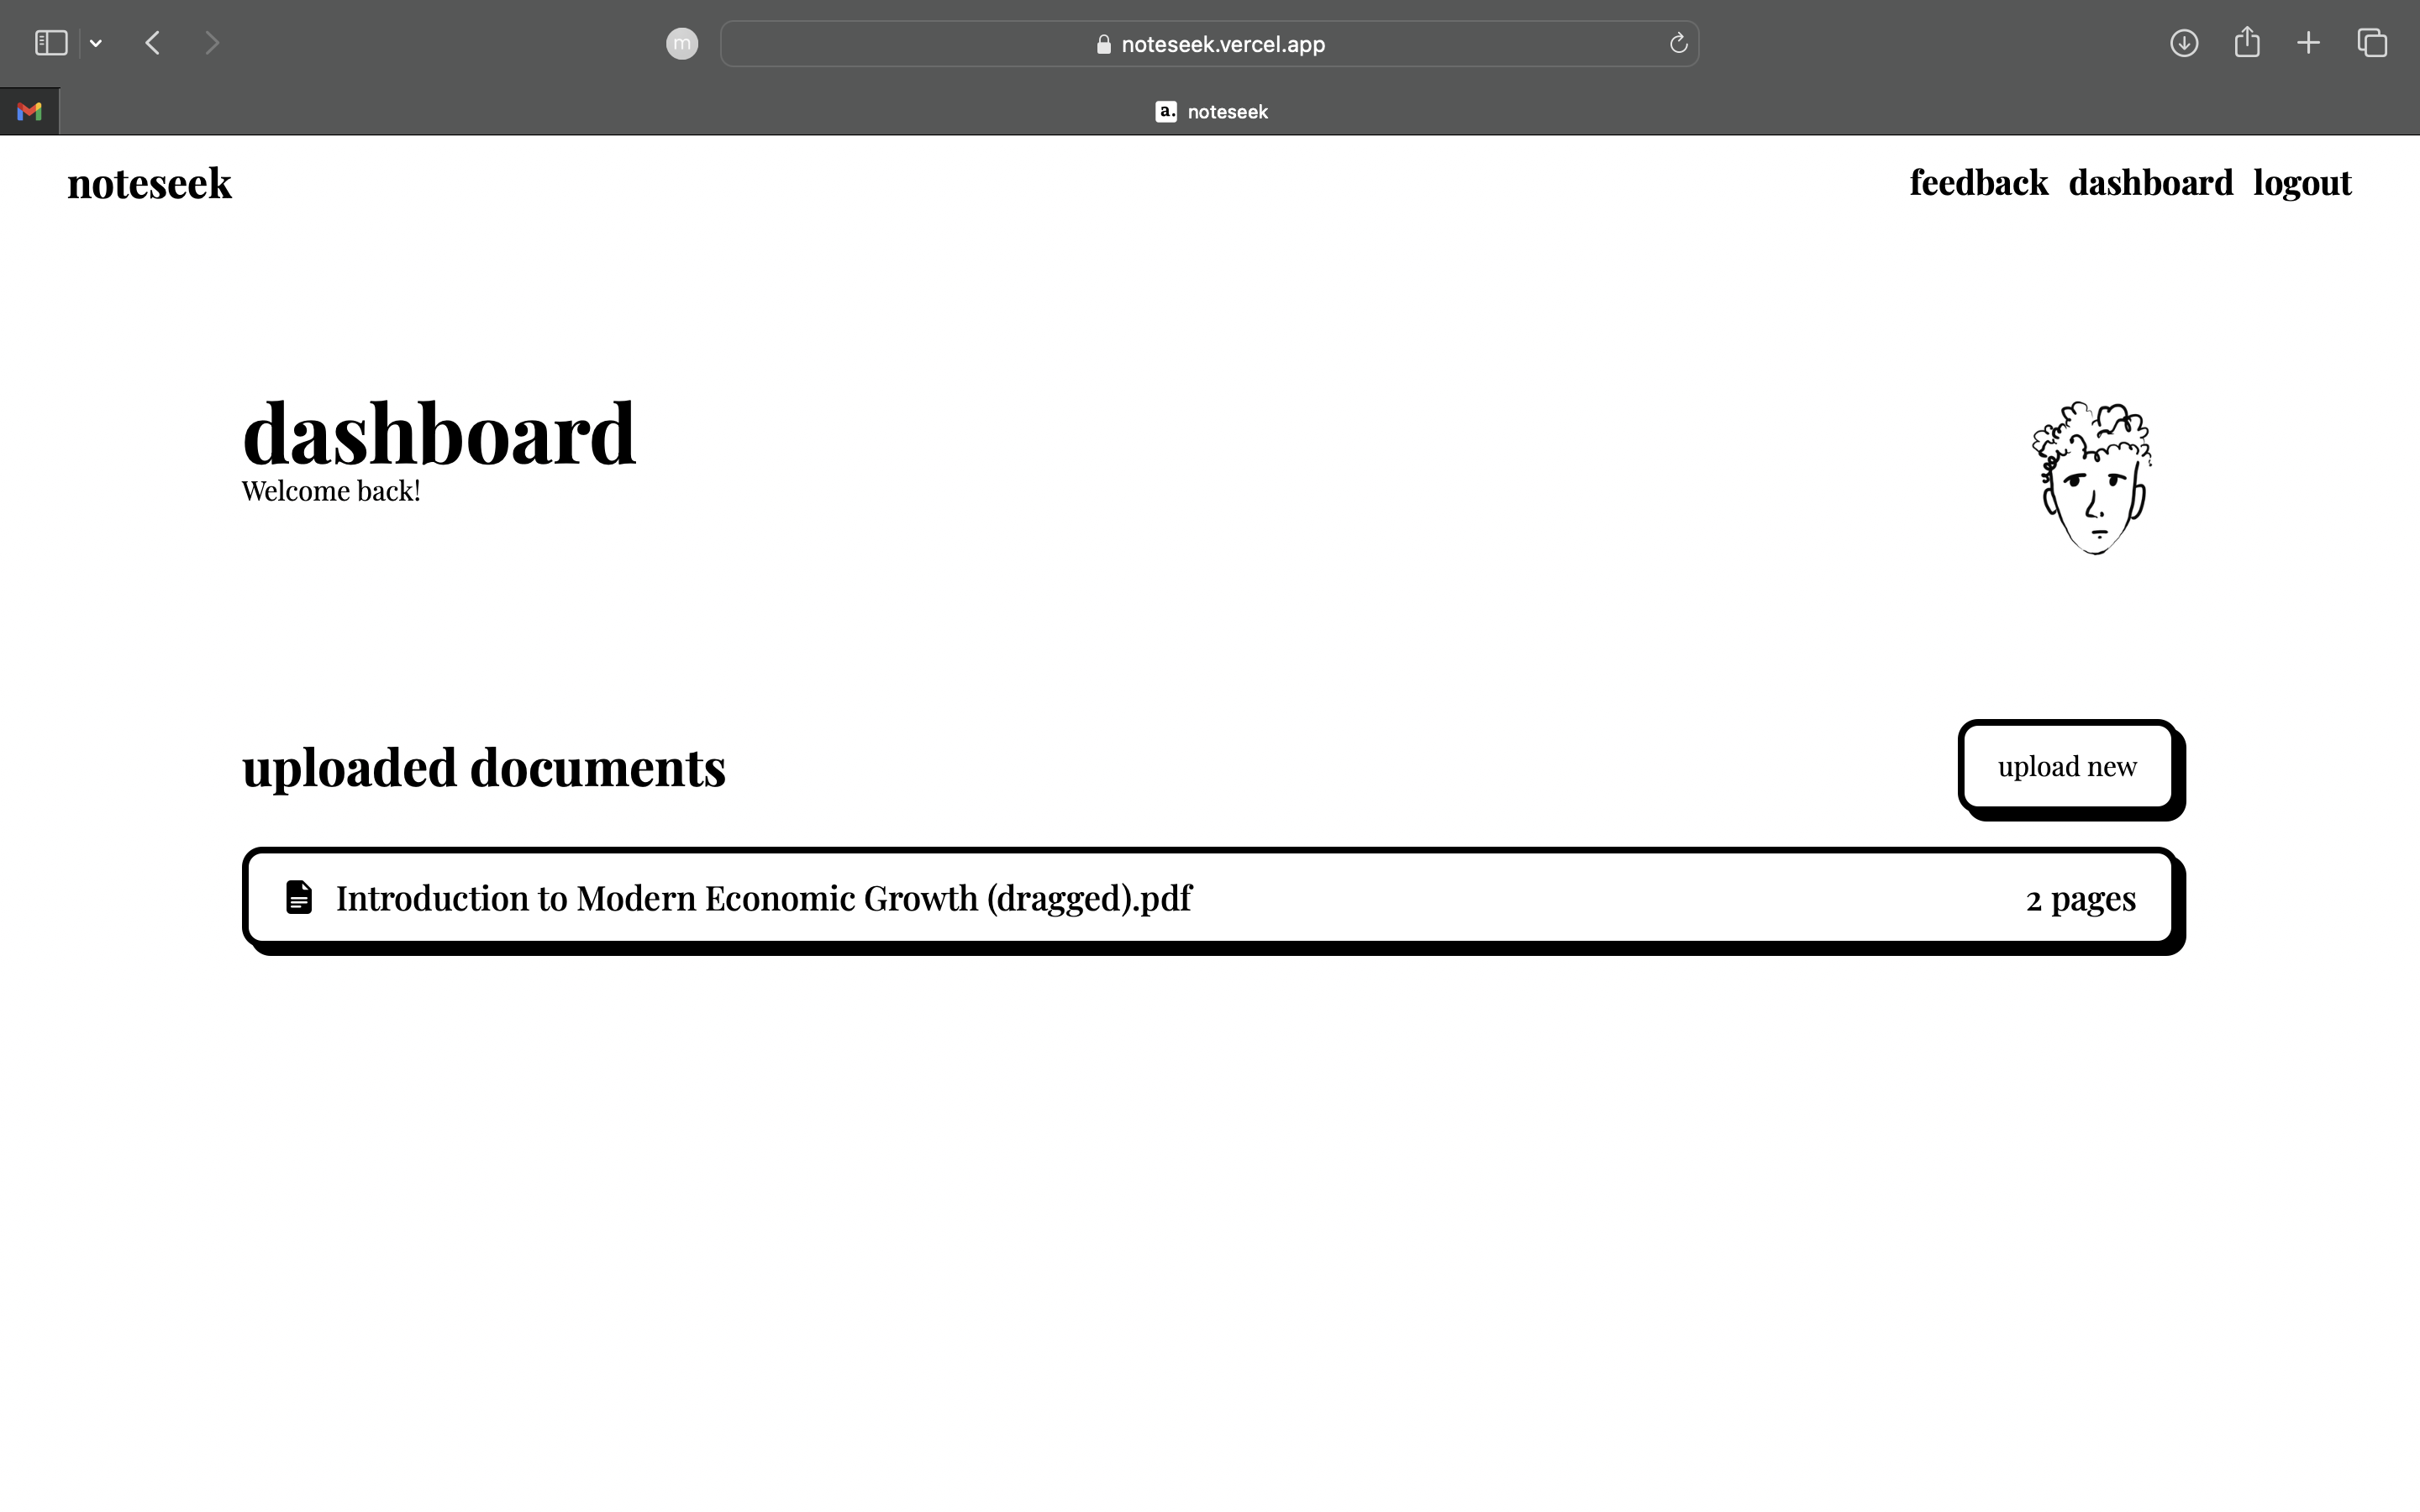 m
noteseek.vercel.app
a. noteseek
noteseek
feedback dashboard logout
dashboard
Welcome back!
uploaded documents
upload new
Introduction to Modern Economic Growth (dragged).pdf
2 pages